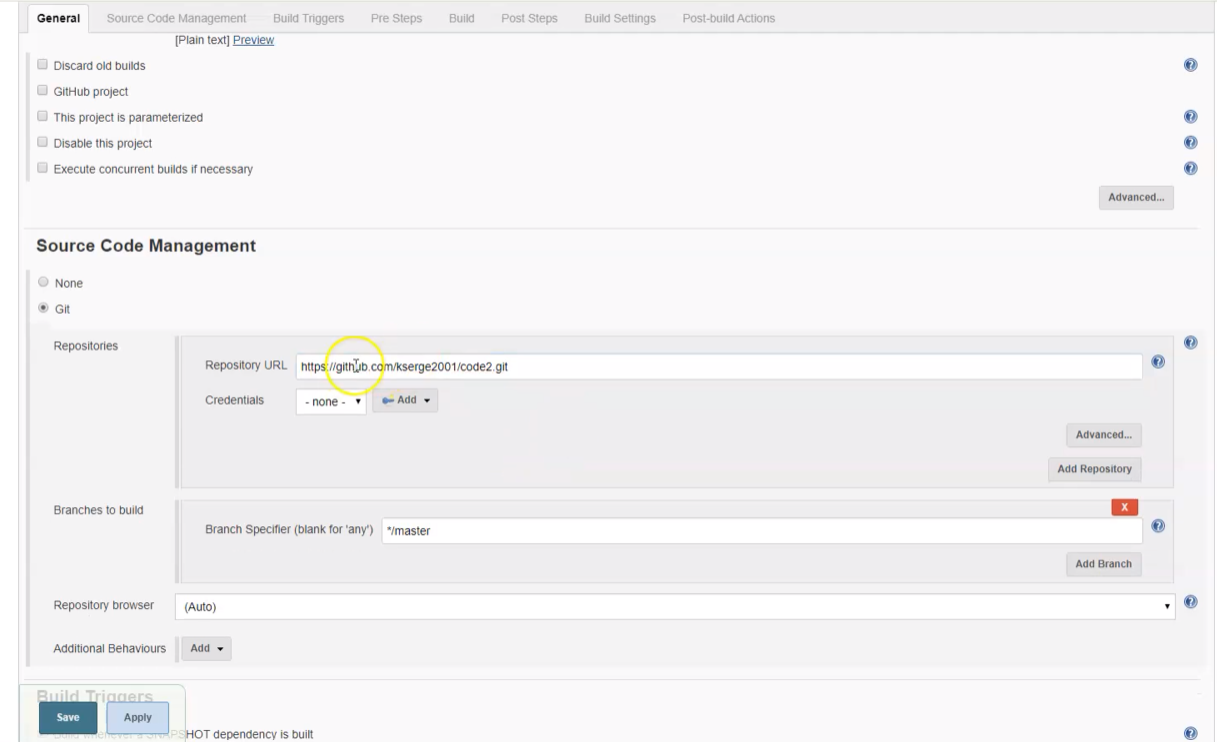 General Source Code Management Build Triggers Pre Steps Build Post Steps Build Settings Post-build Actions
[Plain text] Preview
Discard old builds
GitHub project
This project is parameterized
Disable this project
Execute concurrent builds if necessary
Advanced...
Source Code Management
None
Git
Repositories
Repository URL https://github.com/kserge2001/code2.git
Credentials - none - Add
Advanced...
Add Repository
Branches to build
X
Branch Specifier (blank for 'any') */master
Add Branch
Repository browser (Auto)
Additional Behaviours Add
Build Triggers
Save Apply
Build whenever a SNAPSHOT dependency is built